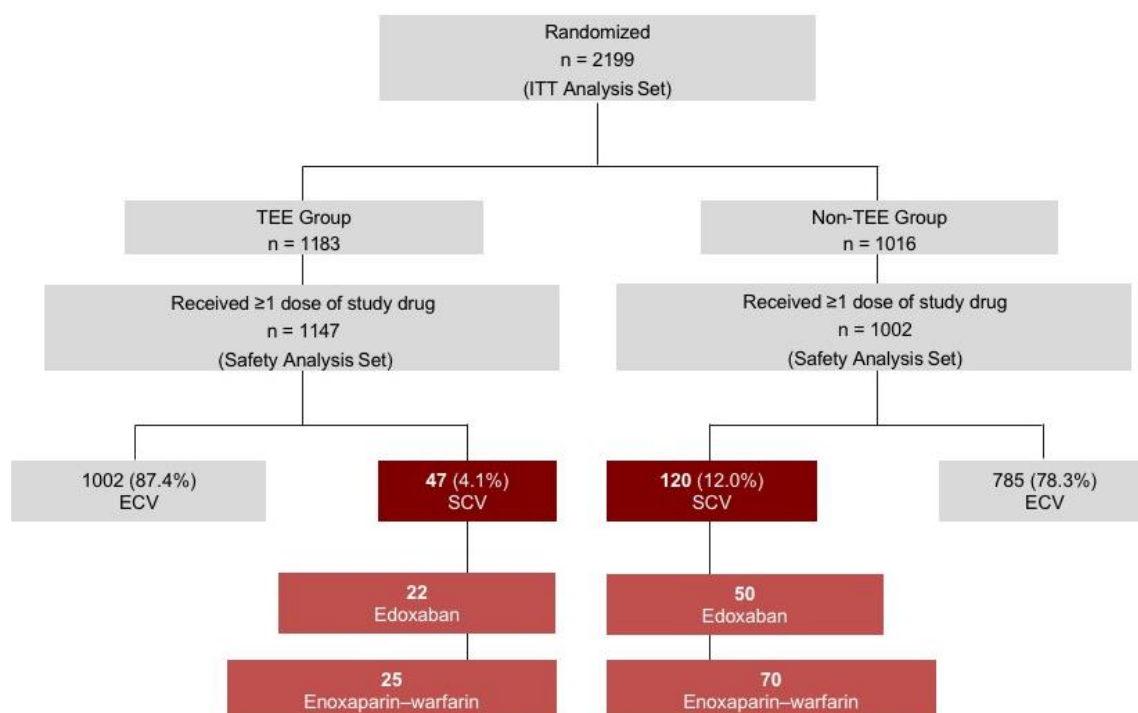 Randomized
n = 2199
(ITT Analysis Set)
TEE Group
n = 1183
Non-TEE Group
n = 1016
Received ≥1 dose of study drug
n = 1147
(Safety Analysis Set)
Received ≥1 dose of study drug
n = 1002
(Safety Analysis Set)
1002 (87.4%)
ECV
47 (4.1%)
SCV
120 (12.0%)
SCV
785 (78.3%)
ECV
22
Edoxaban
50
Edoxaban
25
Enoxaparin–warfarin
70
Enoxaparin–warfarin